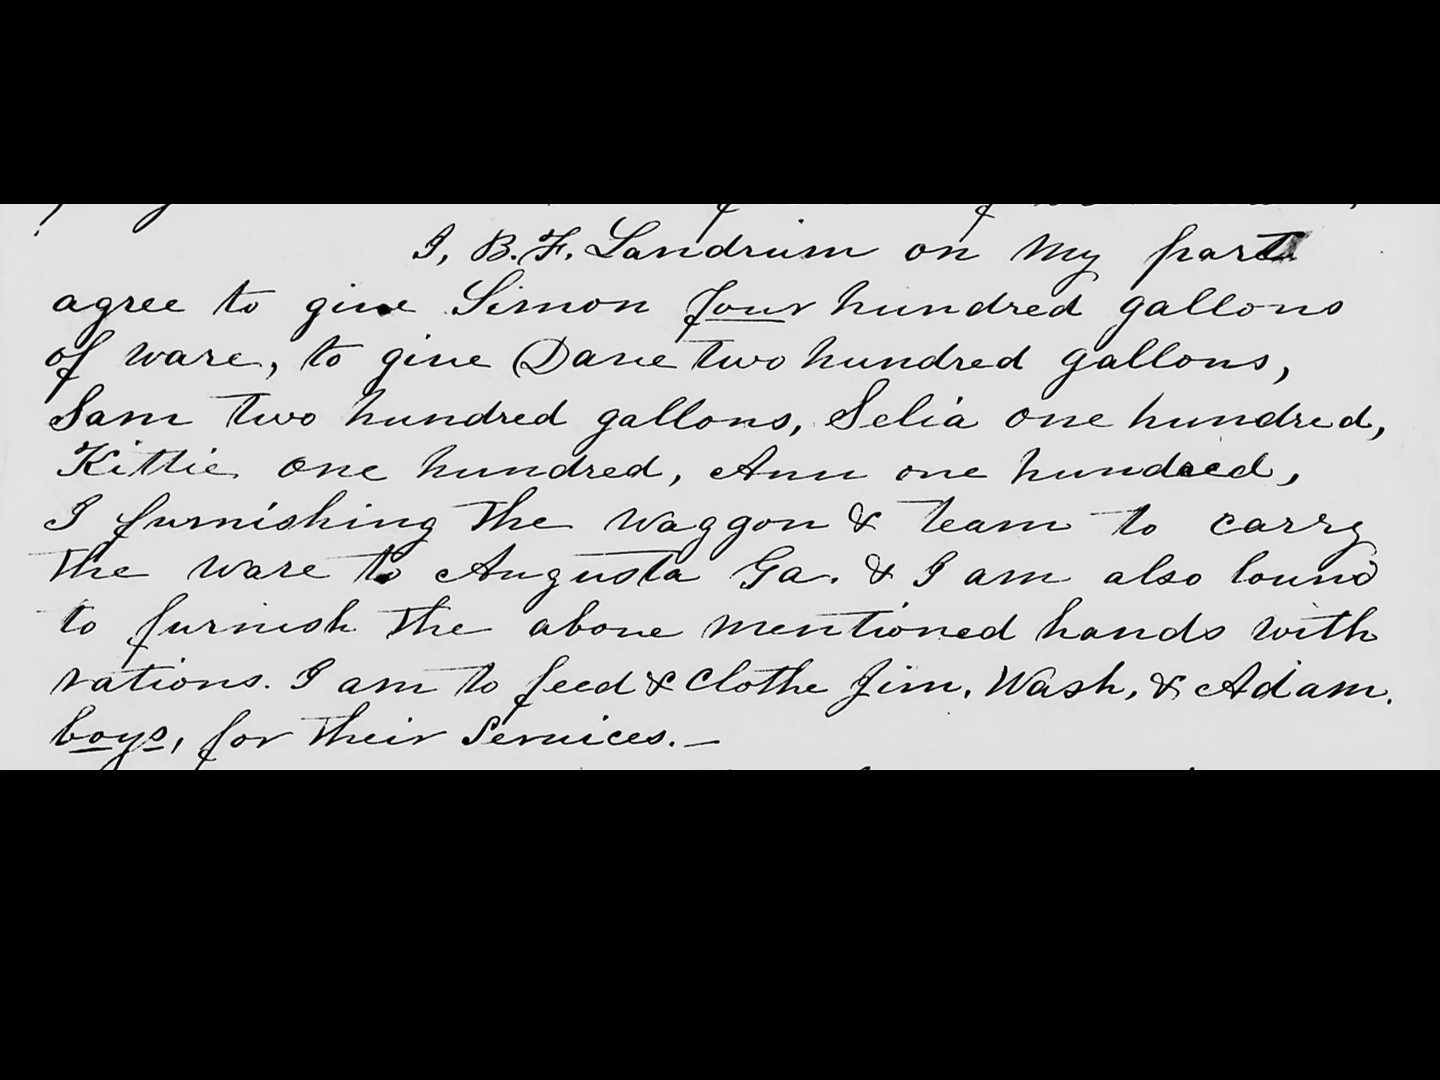 I, B. F. Landrum on my part
agree to give Simon four hundred gallons
of ware, to give Dave two hundred gallons,
Sam two hundred gallons, Selia one hundred,
Kittie one hundred, Ann one hundred,
I furnishing the waggon & team to carry
the ware to Augusta Ga. & I am also bound
to furnish the above mentioned hands with
rations. I am to feed & clothe Jim, Wash, & Adam.
boys, for their services.—